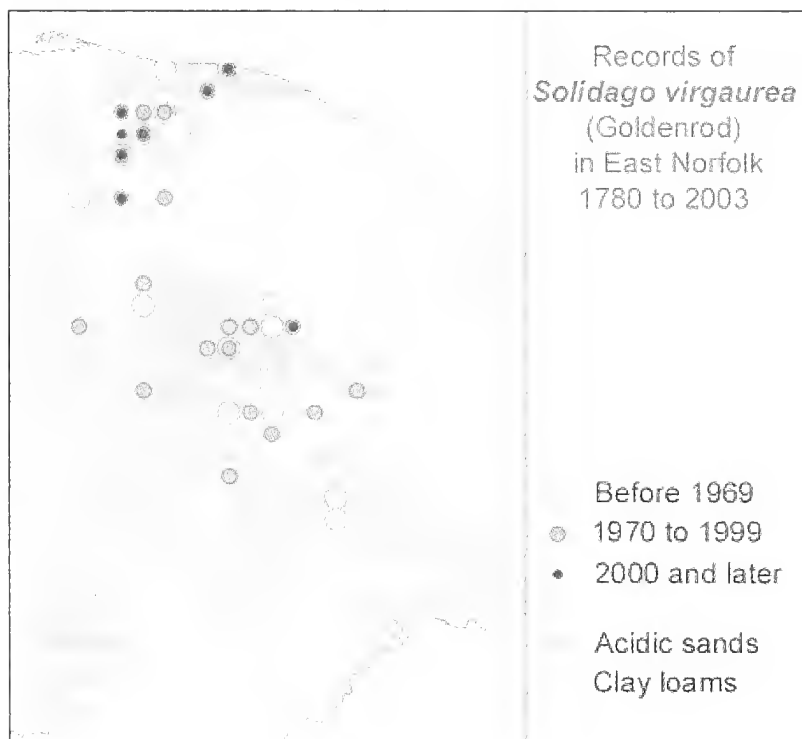 Records of
Solidago virgaurea
(Goldenrod)
in East Norfolk
1780 to 2003
Before 1969
1970 to 1999
2000 and later
Acidic sands
Clay loams